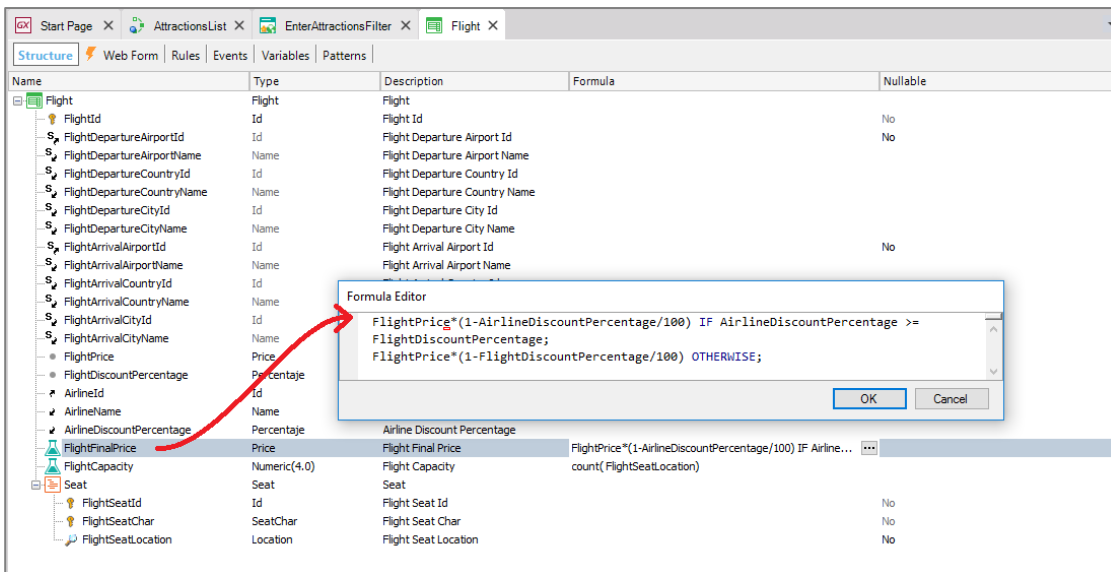 GX Start Page X AttractionsList X EnterAttractionsFilter X Flight X
Structure Web Form Rules Events Variables Patterns
Name Type Description Formula Nullable
Flight Flight Flight
FlightId Id Flight Id No
FlightDepartureAirportId Id Flight Departure Airport Id No
FlightDepartureAirportName Name Flight Departure Airport Name
FlightDepartureCountryId Id Flight Departure Country Id
FlightDepartureCountryName Name Flight Departure Country Name
FlightDepartureCityId Id Flight Departure City Id
FlightDepartureCityName Name Flight Departure City Name
FlightArrivalAirportId Id Flight Arrival Airport Id No
FlightArrivalAirportName Name Flight Arrival Airport Name
FlightArrivalCountryId Id
FlightArrivalCountryName Name
FlightArrivalCityId Id
FlightArrivalCityName Name
FlightPrice Price
FlightDiscountPercentage Percentaje
AirlineId Id
AirlineName Name
AirlineDiscountPercentage Percentaje Airline Discount Percentage
FlightFinalPrice Price Flight Final Price FlightPrice*(1-AirlineDiscountPercentage/100) IF Airline... ...
FlightCapacity Numeric(4.0) Flight Capacity count( FlightSeatLocation)
Seat Seat Seat
FlightSeatId Id Flight Seat Id No
FlightSeatChar SeatChar Flight Seat Char No
FlightSeatLocation Location Flight Seat Location No
Formula Editor
FlightPrice*(1-AirlineDiscountPercentage/100) IF AirlineDiscountPercentage >=
FlightDiscountPercentage;
FlightPrice*(1-FlightDiscountPercentage/100) OTHERWISE;
OK Cancel